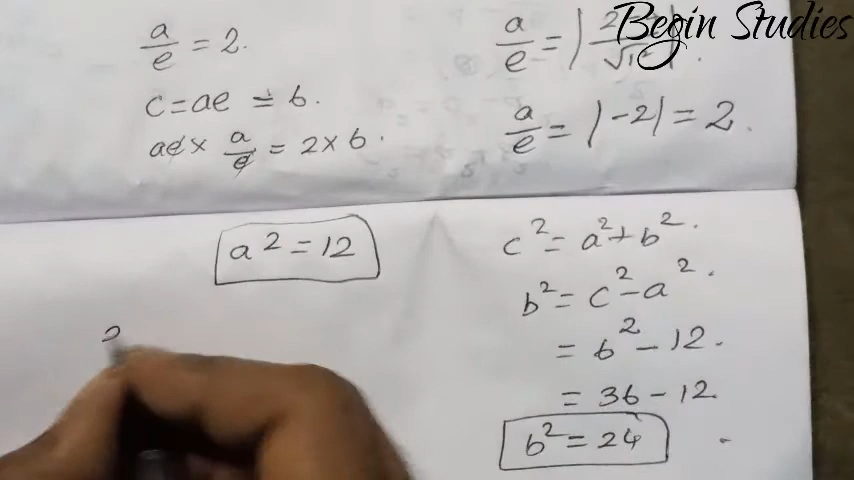 Begin Studies
a/e = 2.
c = ae = 6.
ae × a/e = 2 × 6.
a² = 12
a/e = |-2| = 2.
c² = a² + b².
b² = c² - a².
= 6² - 12.
= 36 - 12.
b² = 24